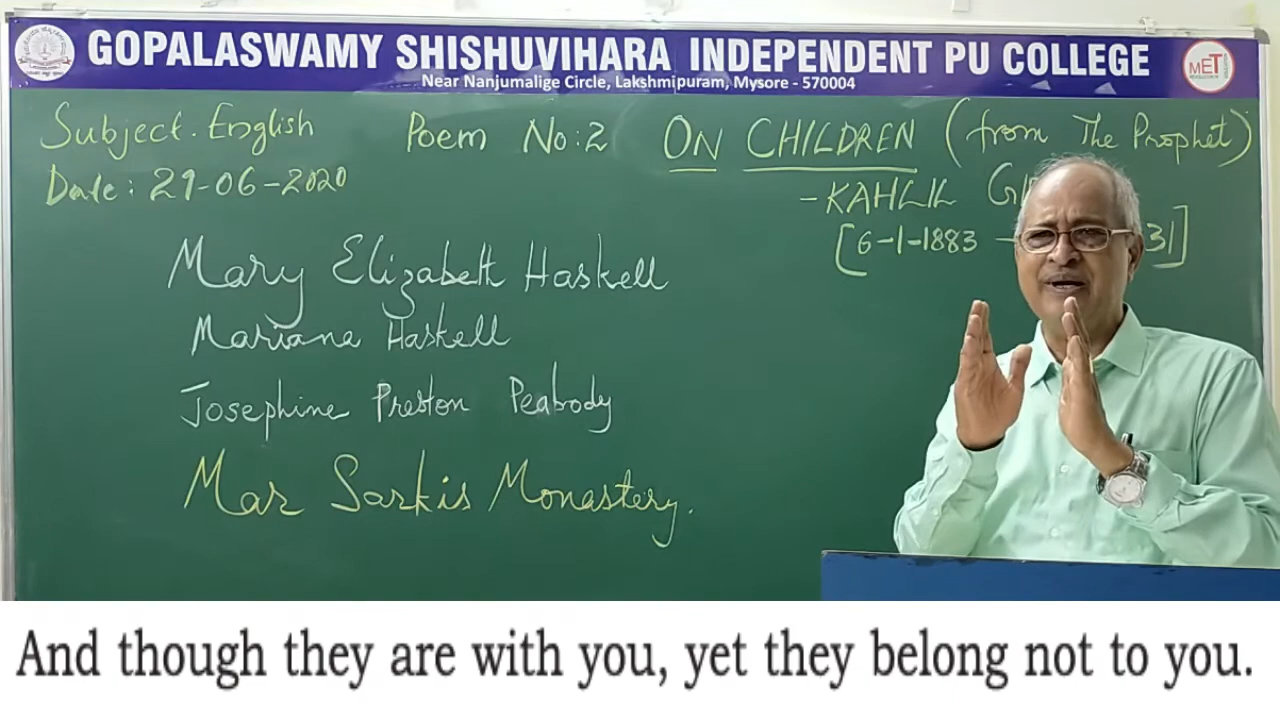 GOPALASWAMY SHISHUVIHARA INDEPENDENT PU COLLEGE
Near Nanjumalige Circle, Lakshmipuram, Mysore - 570004
MET
Subject. English Poem No:2 ON CHILDREN (from The Prophet)
Date: 29-06-2020
- KAHLIL
[6-1-1883 - 31]
Mary Elizabeth Haskell
Mariana Haskell
Josephine Preston Peabody
Mar Sarkis Monastery.
And though they are with you, yet they belong not to you.